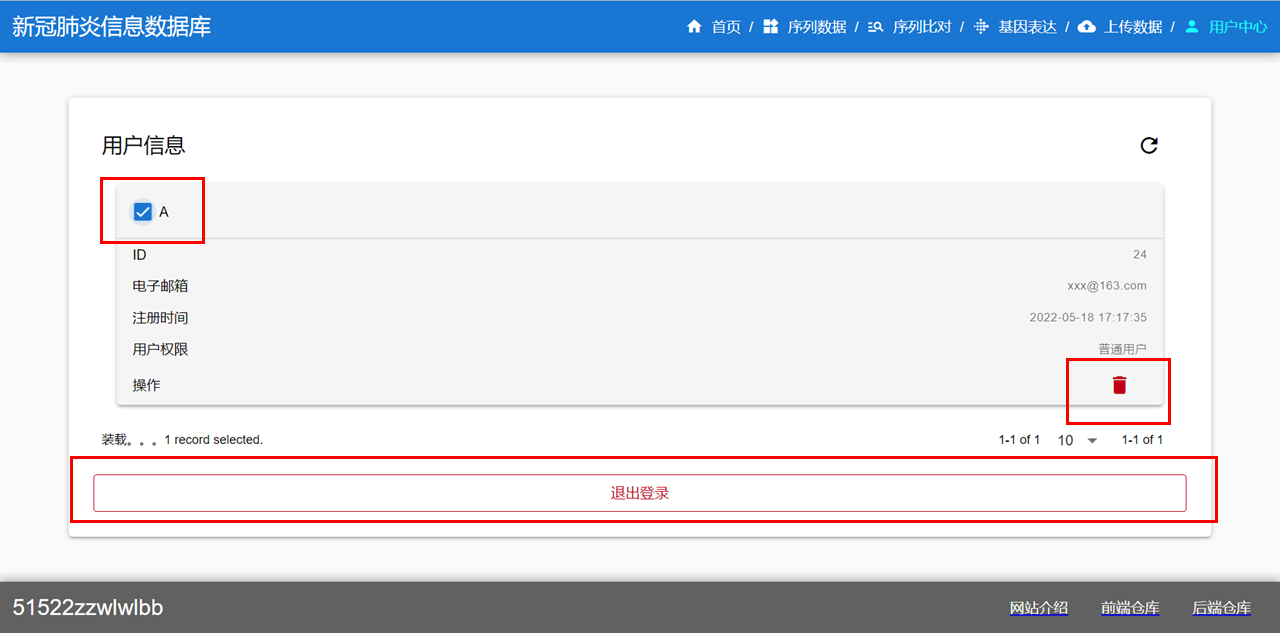 新冠肺炎信息数据库
首页 / 序列数据 / 序列比对 / 基因表达 / 上传数据 / 用户中心
用户信息
A
ID 24
电子邮箱 xxx@163.com
注册时间 2022-05-18 17:17:35
用户权限 普通用户
操作
装载。。。1 record selected. 1-1 of 1 10 1-1 of 1
退出登录
51522zzwlwlbb 网站介绍 前端仓库 后端仓库